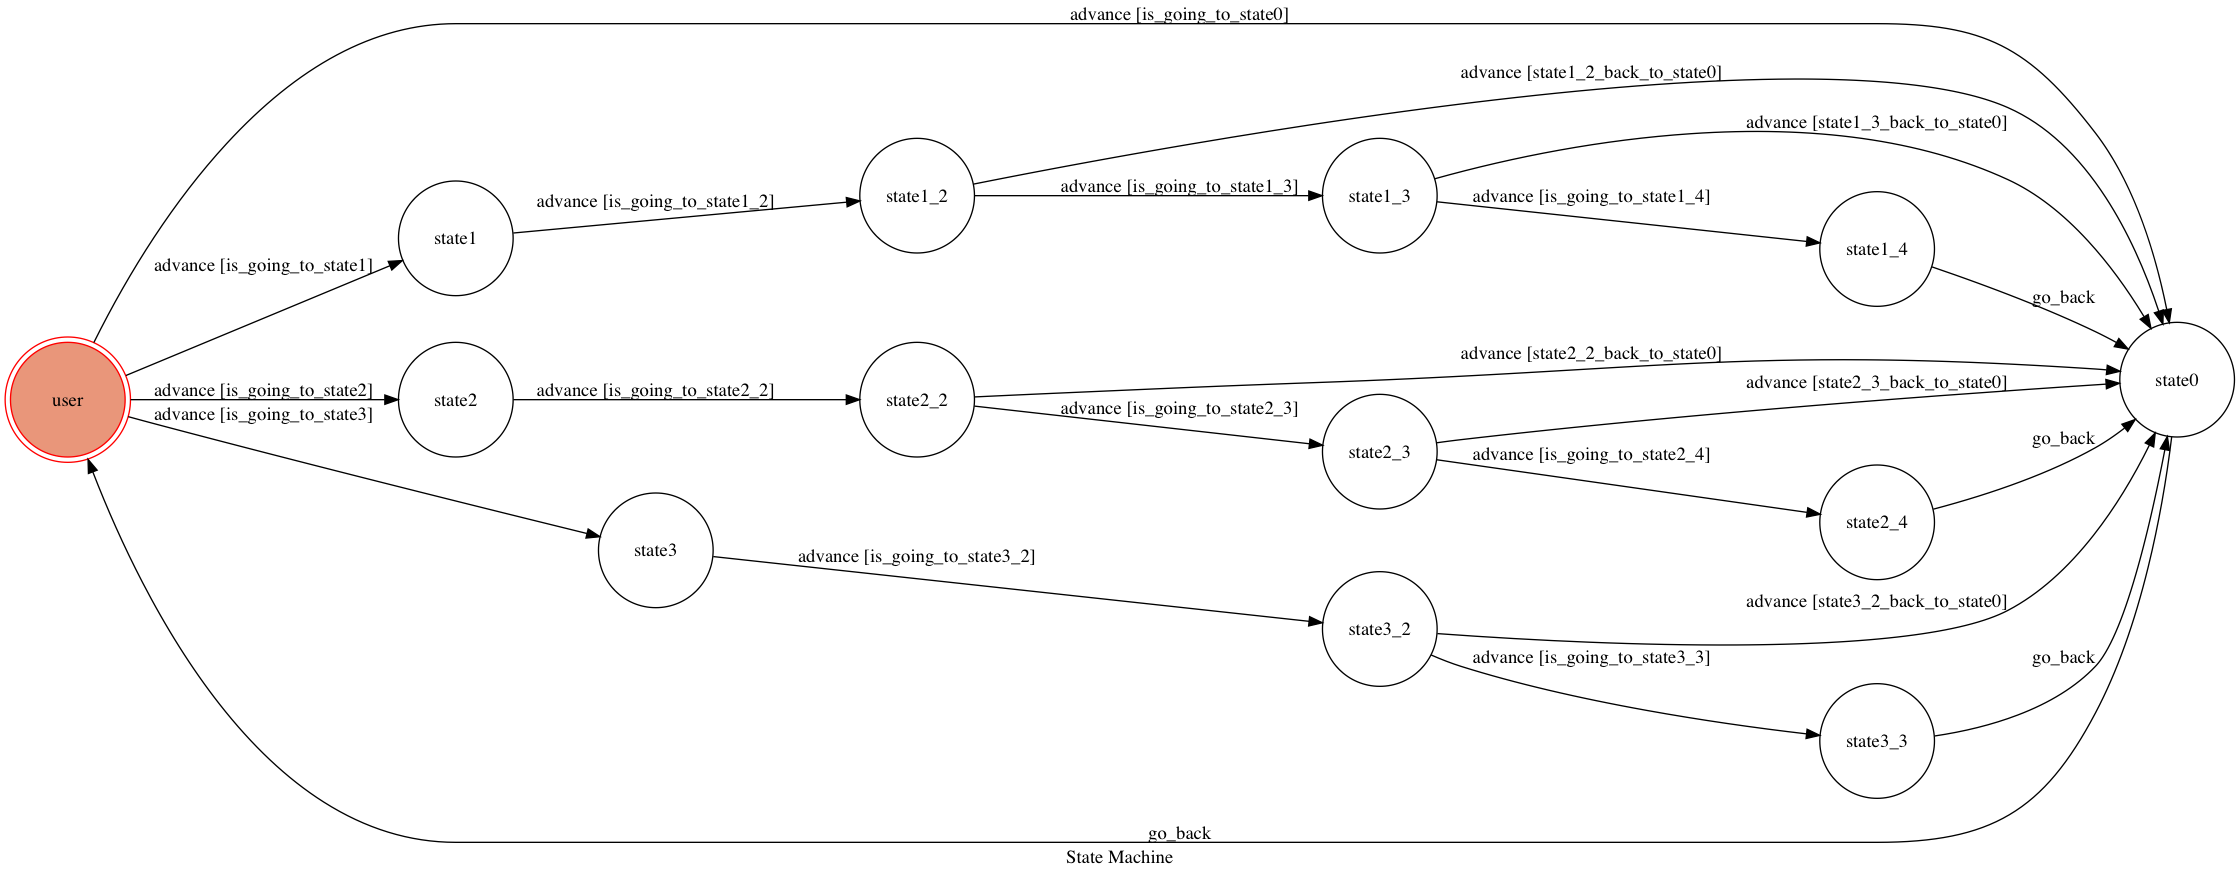 advance [is_going_to_state0]
advance [state1_2_back_to_state0]
advance [state1_3_back_to_state0]
advance [is_going_to_state1_3]
state1_2
state1_3
advance [is_going_to_state1_4]
advance [is_going_to_state1_2]
state1
state1_4
advance [is_going_to_state1]
go_back
advance [state2_2_back_to_state0]
state0
advance [state2_3_back_to_state0]
advance [is_going_to_state2]
advance [is_going_to_state2_2]
user
state2
state2_2
advance [is_going_to_state2_3]
advance [is_going_to_state3]
go_back
state2_3
advance [is_going_to_state2_4]
state2_4
state3
advance [is_going_to_state3_2]
advance [state3_2_back_to_state0]
state3_2
advance [is_going_to_state3_3]
go_back
state3_3
go_back
State Machine